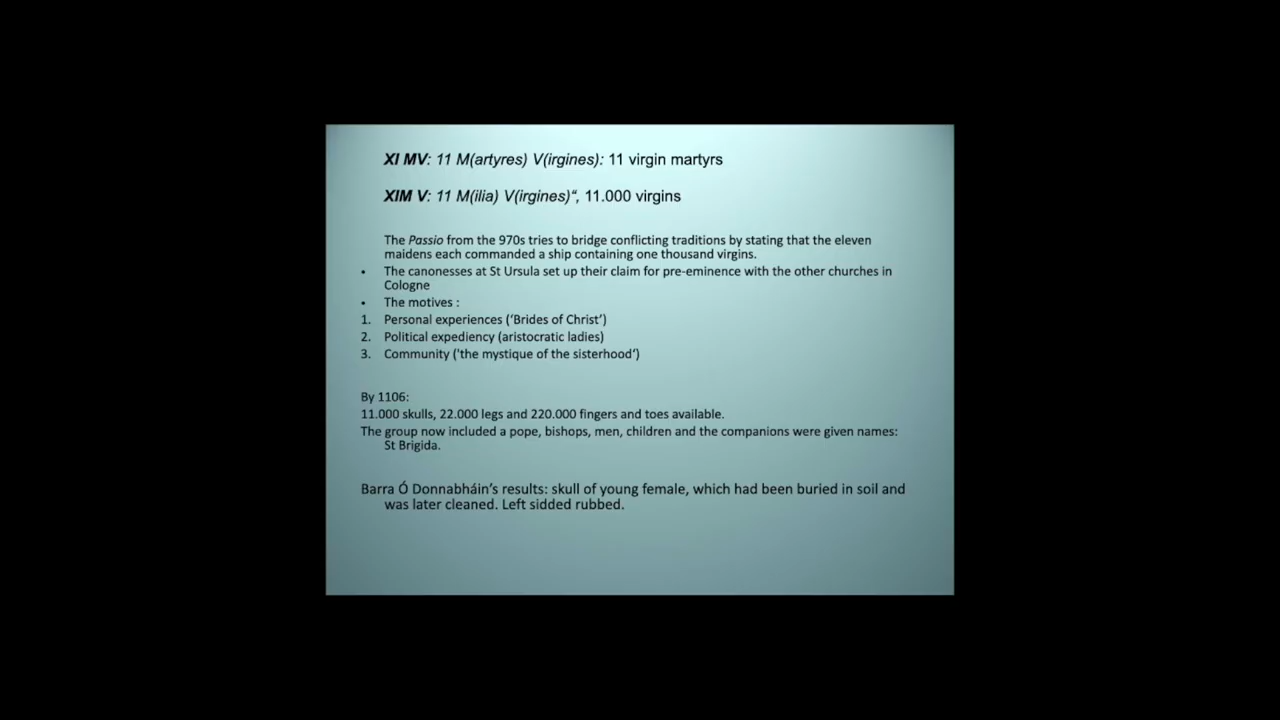 XI MV: 11 M(artyres) V(irgines): 11 virgin martyrs
XIM V: 11 M(ilia) V(irgines)“, 11.000 virgins
The Passio from the 970s tries to bridge conflicting traditions by stating that the eleven
maidens each commanded a ship containing one thousand virgins.
• The canonesses at St Ursula set up their claim for pre-eminence with the other churches in
Cologne
• The motives :
1. Personal experiences (‘Brides of Christ’)
2. Political expediency (aristocratic ladies)
3. Community ('the mystique of the sisterhood’)
By 1106:
11.000 skulls, 22.000 legs and 220.000 fingers and toes available.
The group now included a pope, bishops, men, children and the companions were given names:
St Brigida.
Barra Ó Donnabháin’s results: skull of young female, which had been buried in soil and
was later cleaned. Left sidded rubbed.